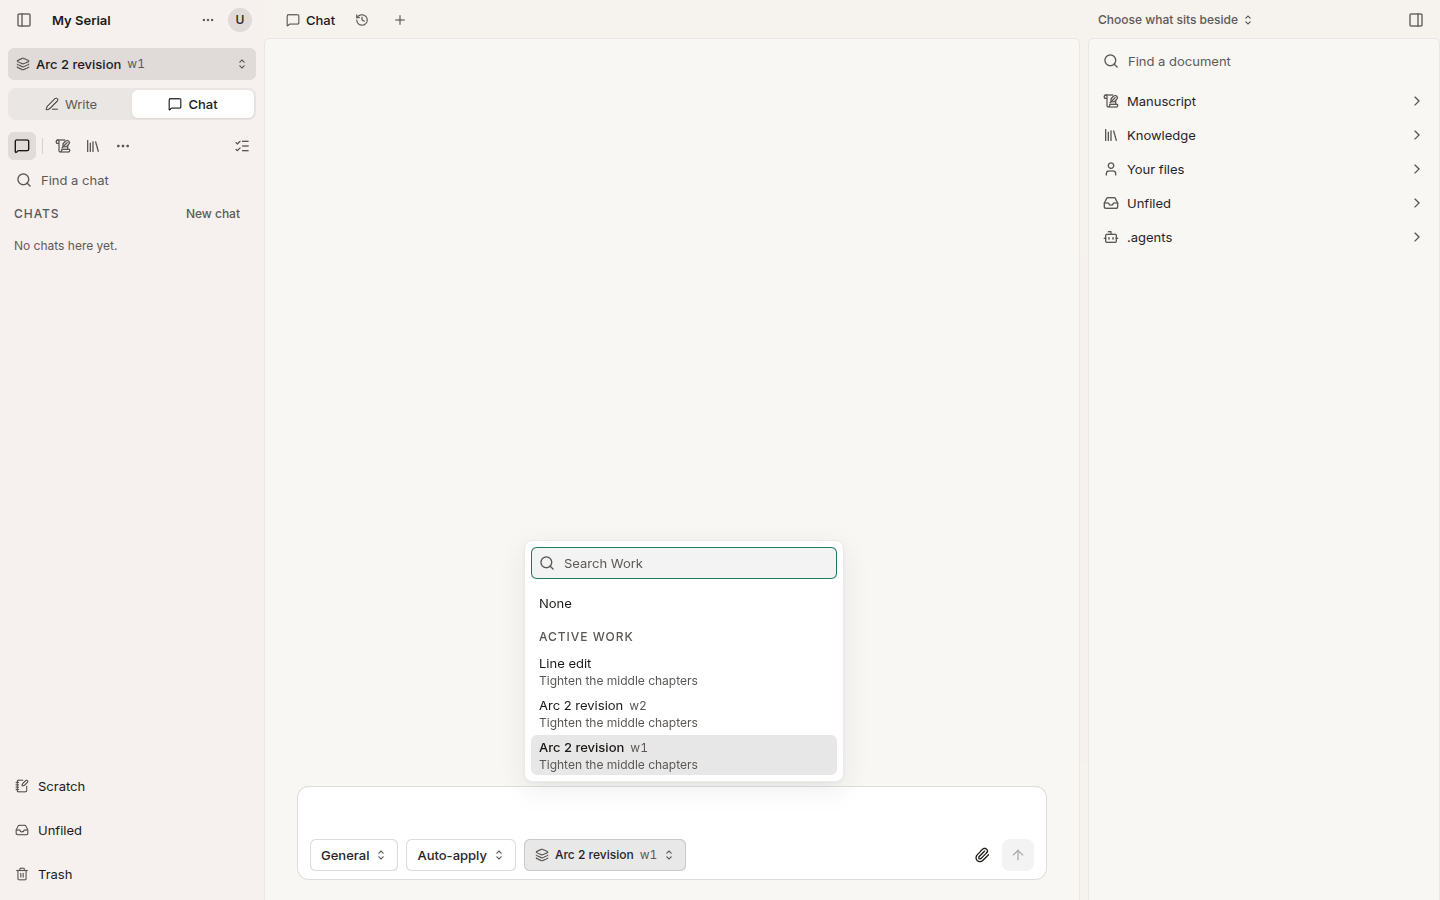 My Serial
U
Arc 2 revision w1
Write
Chat
Find a chat
CHATS
New chat
No chats here yet.
Scratch
Unfiled
Trash
Chat
Search Work
None
ACTIVE WORK
Line edit
Tighten the middle chapters
Arc 2 revision w2
Tighten the middle chapters
Arc 2 revision w1
Tighten the middle chapters
General
Auto-apply
Arc 2 revision w1
Choose what sits beside
Find a document
Manuscript
Knowledge
Your files
Unfiled
.agents